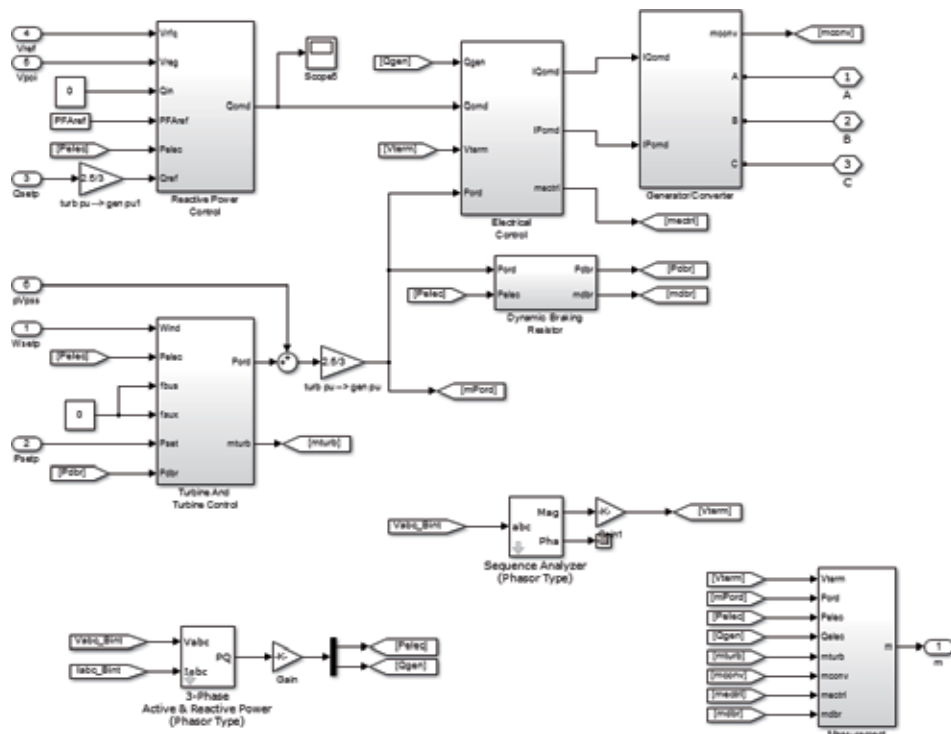 4
Vref
5
Vpoi
0
PFAref
[Pelec]
3
Qsetp
2.5/3
turb pu --> gen pu1
Vrfq
Vreg
Qin
PFAref
Pelec
Qref
Qcmd
Reactive Power
Control
Scope5
[Qgen]
[Vterm]
Qgen
Qcmd
Vterm
Pord
IQcmd
IPcmd
mectrl
Electrical
Control
IQcmd
IPcmd
mconv
A
B
C
Generator/Converter
[mconv]
1
A
2
B
3
C
[mectrl]
[Pelec]
Pord
Pelec
Pdbr
mdbr
Dynamic Braking
Resistor
[Pdbr]
[mdbr]
6
pVpss
1
[Pelec]
0
2
Psetp
[Pdbr]
Wind
Pelec
fbus
faux
Pset
Pdbr
Pord
mturb
Turbine And
Turbine Control
2.5/3
turb pu --> gen pu
[mPord]
[mturb]
Vabc_Bint
abc
Mag
Pha
Sequence Analyzer
(Phasor Type)
-K-
Gain1
[Vterm]
Vabc_Bint
Iabc_Bint
Vabc
Iabc
PQ
3-Phase
Active & Reactive Power
(Phasor Type)
-K-
Gain
[Pelec]
[Qgen]
[Vterm]
[mPord]
[Pelec]
[Qgen]
[mturb]
[mconv]
[mectrl]
[mdbr]
Vterm
Pord
Pelec
Qelec
mturb
mconv
mectrl
mdbr
m
Measurement
1
m